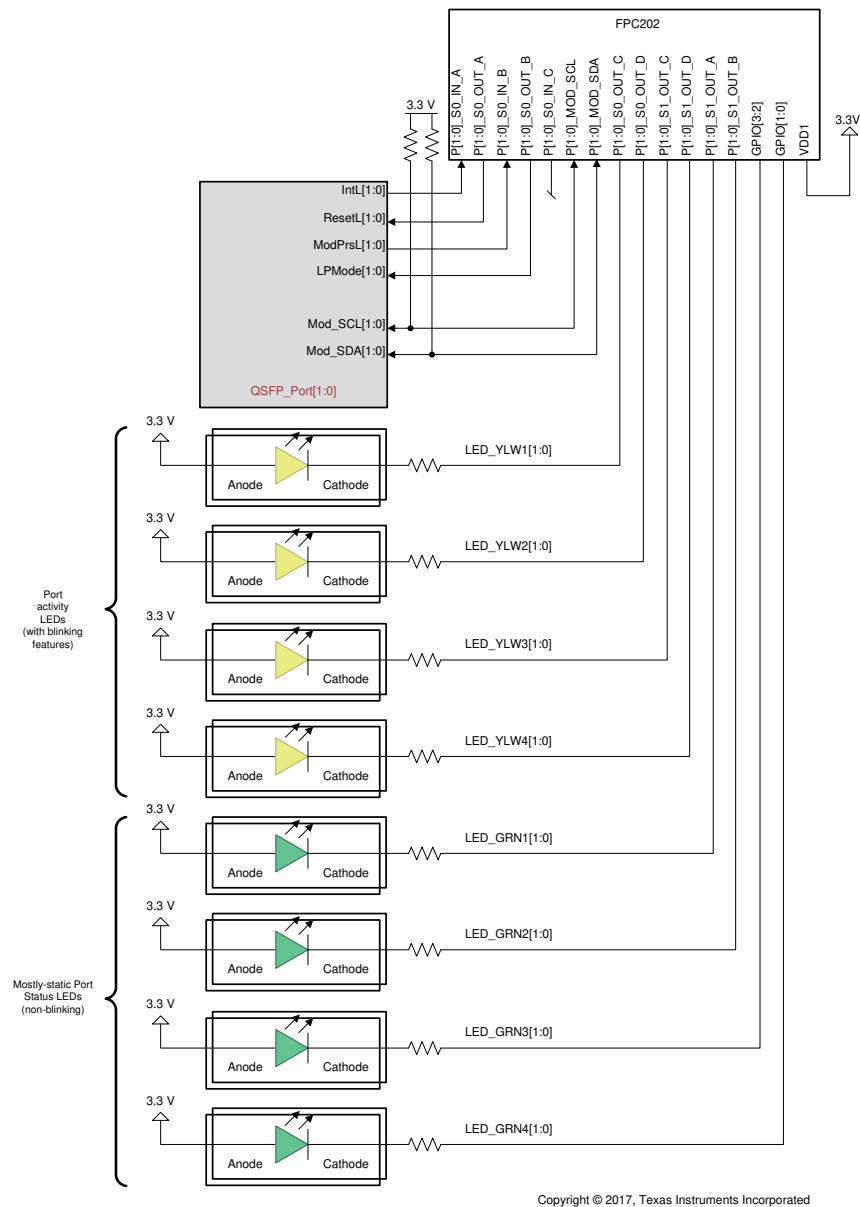 FPC202
P[1:0]_S0_IN_A
P[1:0]_S0_OUT_A
P[1:0]_S0_IN_B
P[1:0]_S0_OUT_B
P[1:0]_S0_IN_C
P[1:0]_MOD_SCL
P[1:0]_MOD_SDA
P[1:0]_S0_OUT_C
P[1:0]_S0_OUT_D
P[1:0]_S1_OUT_C
P[1:0]_S1_OUT_D
P[1:0]_S1_OUT_A
P[1:0]_S1_OUT_B
GPIO[3:2]
GPIO[1:0]
VDD1
3.3 V
3.3V
IntL[1:0]
ResetL[1:0]
ModPrsL[1:0]
LPMode[1:0]
Mod_SCL[1:0]
Mod_SDA[1:0]
QSFP_Port[1:0]
3.3 V
Anode
Cathode
LED_YLW1[1:0]
3.3 V
Anode
Cathode
LED_YLW2[1:0]
Port
activity
LEDs
(with blinking
features)
3.3 V
Anode
Cathode
LED_YLW3[1:0]
3.3 V
Anode
Cathode
LED_YLW4[1:0]
3.3 V
Anode
Cathode
LED_GRN1[1:0]
3.3 V
Anode
Cathode
LED_GRN2[1:0]
Mostly-static Port
Status LEDs
(non-blinking)
3.3 V
Anode
Cathode
LED_GRN3[1:0]
3.3 V
Anode
Cathode
LED_GRN4[1:0]
Copyright © 2017, Texas Instruments Incorporated